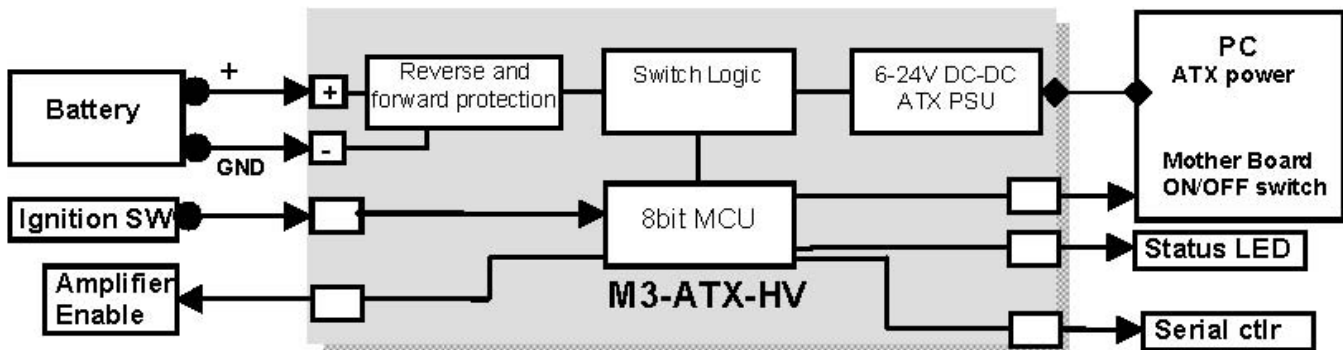 Battery
+
GND
+
-
Reverse and
forward protection
Switch Logic
6-24V DC-DC
ATX PSU
PC
ATX power
Mother Board
ON/OFF switch
Ignition SW
8bit MCU
Status LED
Amplifier
Enable
M3-ATX-HV
Serial ctlr